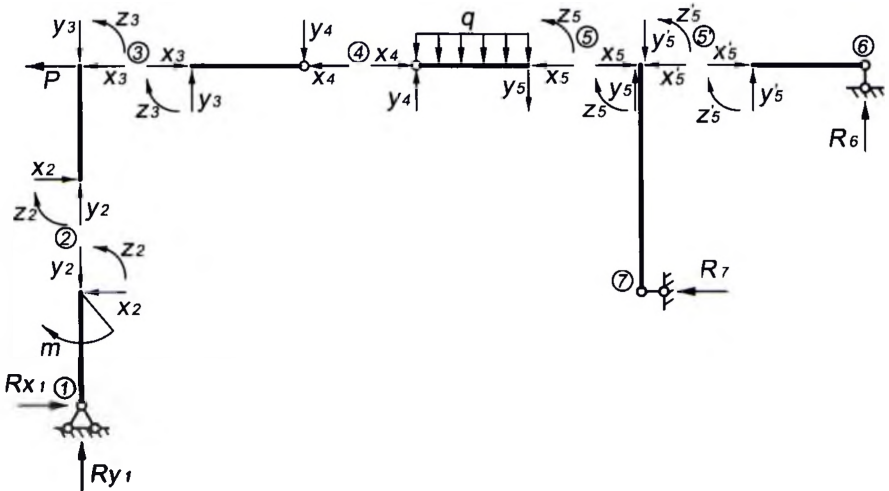 y3 z3 ③ y4 ④ q z5 ⑤ y'5 z'5 5' ⑥
P x3 x3 x4 x4 x5 x5 x'5 x'5
z3 y3 y4 y5 z5 y5 z'5 y'5
R6
x2
z2 y2
② z2
y2 x2
⑦ R7
m
Rx1 ①
Ry1